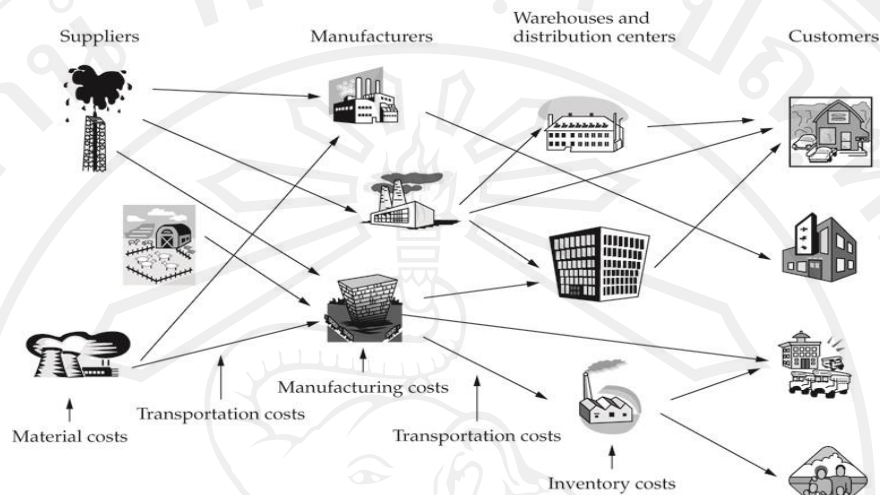 Suppliers
Manufacturers
Warehouses and
distribution centers
Customers
Material costs
Transportation costs
Manufacturing costs
Transportation costs
Inventory costs